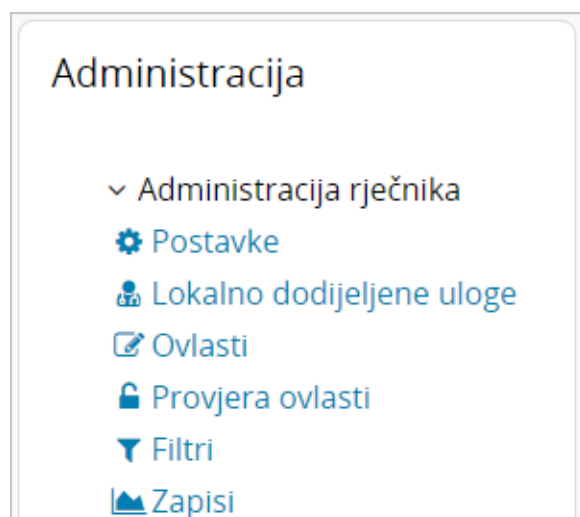 Administracija
Administracija rječnika
Postavke
Lokalno dodijeljene uloge
Ovlasti
Provjera ovlasti
Filtri
Zapisi